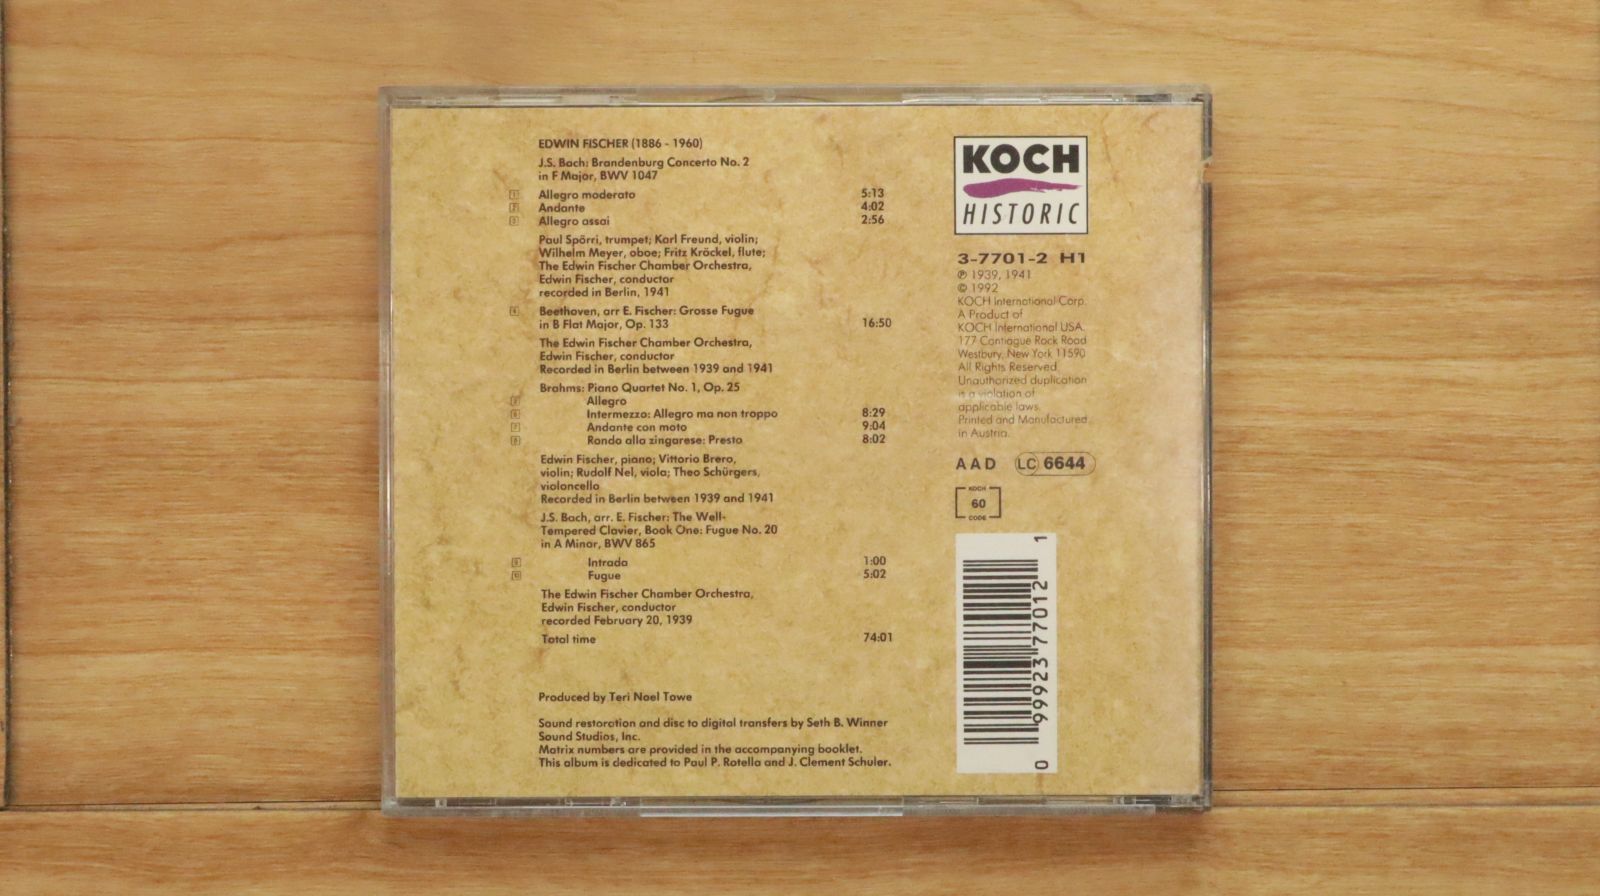 EDWIN FISCHER (1886 - 1960)
J.S. Bach: Brandenburg Concerto No. 2
in F Major, BWV 1047
1 Allegro moderato 5:13
2 Andante 4:02
3 Allegro assai 2:56
Paul Spörri, trumpet; Karl Freund, violin;
Wilhelm Meyer, oboe; Fritz Kröckel, flute;
The Edwin Fischer Chamber Orchestra,
Edwin Fischer, conductor
recorded in Berlin, 1941
4 Beethoven, arr E. Fischer: Grosse Fugue
in B Flat Major, Op. 133 16:50
The Edwin Fischer Chamber Orchestra,
Edwin Fischer, conductor
Recorded in Berlin between 1939 and 1941
Brahms: Piano Quartet No. 1, Op. 25
5 Allegro
6 Intermezzo: Allegro ma non troppo 8:29
7 Andante con moto 9:04
8 Rondo alla zingarese: Presto 8:02
Edwin Fischer, piano; Vittorio Brero,
violin; Rudolf Nel, viola; Theo Schürgers,
violoncello
Recorded in Berlin between 1939 and 1941
J.S. Bach, arr. E. Fischer: The Well-
Tempered Clavier, Book One: Fugue No. 20
in A Minor, BWV 865
9 Intrada 1:00
10 Fugue 5:02
The Edwin Fischer Chamber Orchestra,
Edwin Fischer, conductor
recorded February 20, 1939
Total time 74:01
Produced by Teri Noel Towe
Sound restoration and disc to digital transfers by Seth B. Winner
Sound Studios, Inc.
Matrix numbers are provided in the accompanying booklet.
This album is dedicated to Paul P. Rotella and J. Clement Schuler.
KOCH
HISTORIC
3-7701-2 H1
℗ 1939, 1941
© 1992
KOCH International Corp.
A Product of
KOCH International USA.
177 Cantiague Rock Road
Westbury, New York 11590
All Rights Reserved
Unauthorized duplication
is a violation of
applicable laws.
Printed and Manufactured
in Austria.
AAD LC 6644
KOCH
60
CODE
0 99923 77012 1